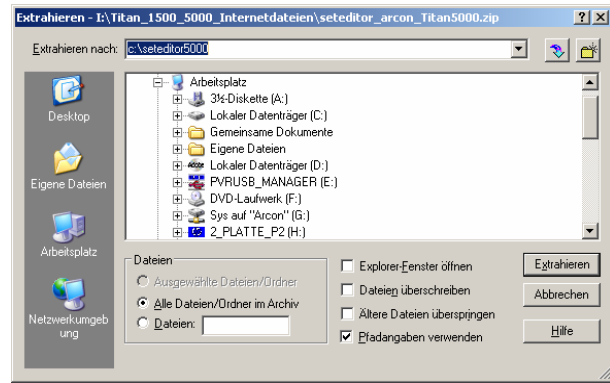 Extrahieren - I:\Titan_1500_5000_Internetdateien\seteditor_arcon_Titan5000.zip
Extrahieren nach: c:\seteditor5000
Desktop
Eigene Dateien
Arbeitsplatz
Netzwerkumgeb
ung
Arbeitsplatz
3½-Diskette (A:)
Lokaler Datenträger (C:)
Gemeinsame Dokumente
Eigene Dateien
Lokaler Datenträger (D:)
PVRUSB_MANAGER (E:)
DVD-Laufwerk (F:)
Sys auf "Arcon" (G:)
2_PLATTE_P2 (H:)
Dateien
Ausgewählte Dateien/Ordner
Alle Dateien/Ordner im Archiv
Dateien:
Explorer-Fenster öffnen
Dateien überschreiben
Ältere Dateien überspringen
Pfadangaben verwenden
Extrahieren
Abbrechen
Hilfe